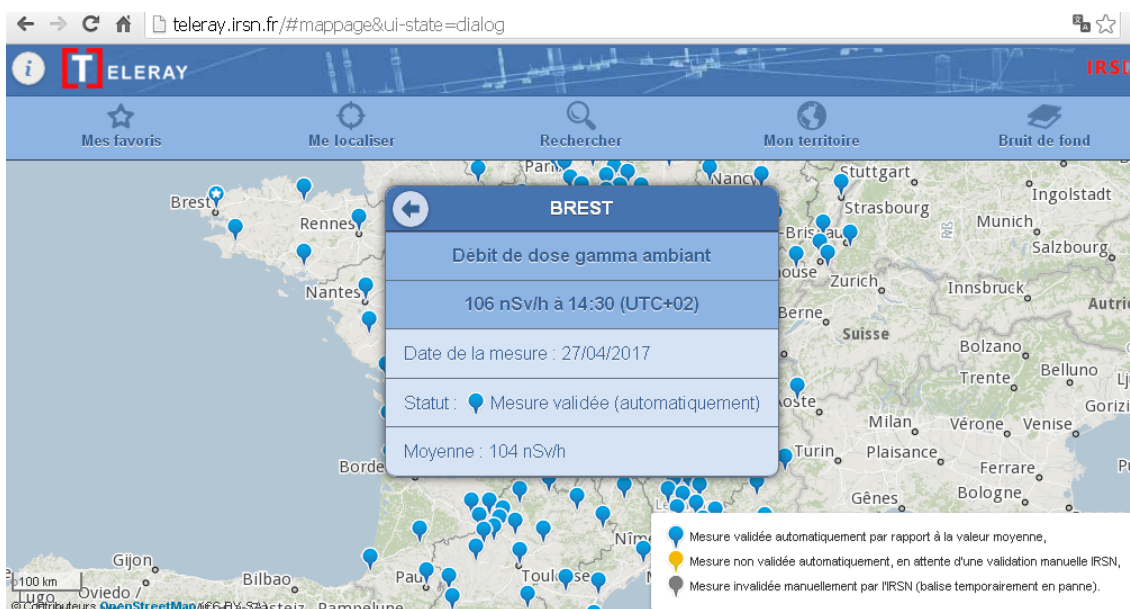 teleray.irsn.fr/#mappage&ui-state=dialog
i TELERAY
Mes favoris Me localiser Rechercher Mon territoire Bruit de fond
Brest
Rennes
Nantes
Nancy
Stuttgart
Strasbourg
Ingolstadt
Munich
Salzbourg
Zurich
Innsbruck
Berne
Suisse
Bolzano
Trente
Belluno
Milan
Vérone
Venise
Turin
Plaisance
Ferrare
Gênes
Bologne
BREST
Débit de dose gamma ambiant
106 nSv/h à 14:30 (UTC+02)
Date de la mesure : 27/04/2017
Statut : Mesure validée (automatiquement)
Moyenne : 104 nSv/h
Gijon
Oviedo /
Bilbao
100 km
OpenStreetMap
Mesure validée automatiquement par rapport à la valeur moyenne,
Mesure non validée automatiquement, en attente d'une validation manuelle IRSN,
Mesure invalidée manuellement par l'IRSN (balise temporairement en panne).